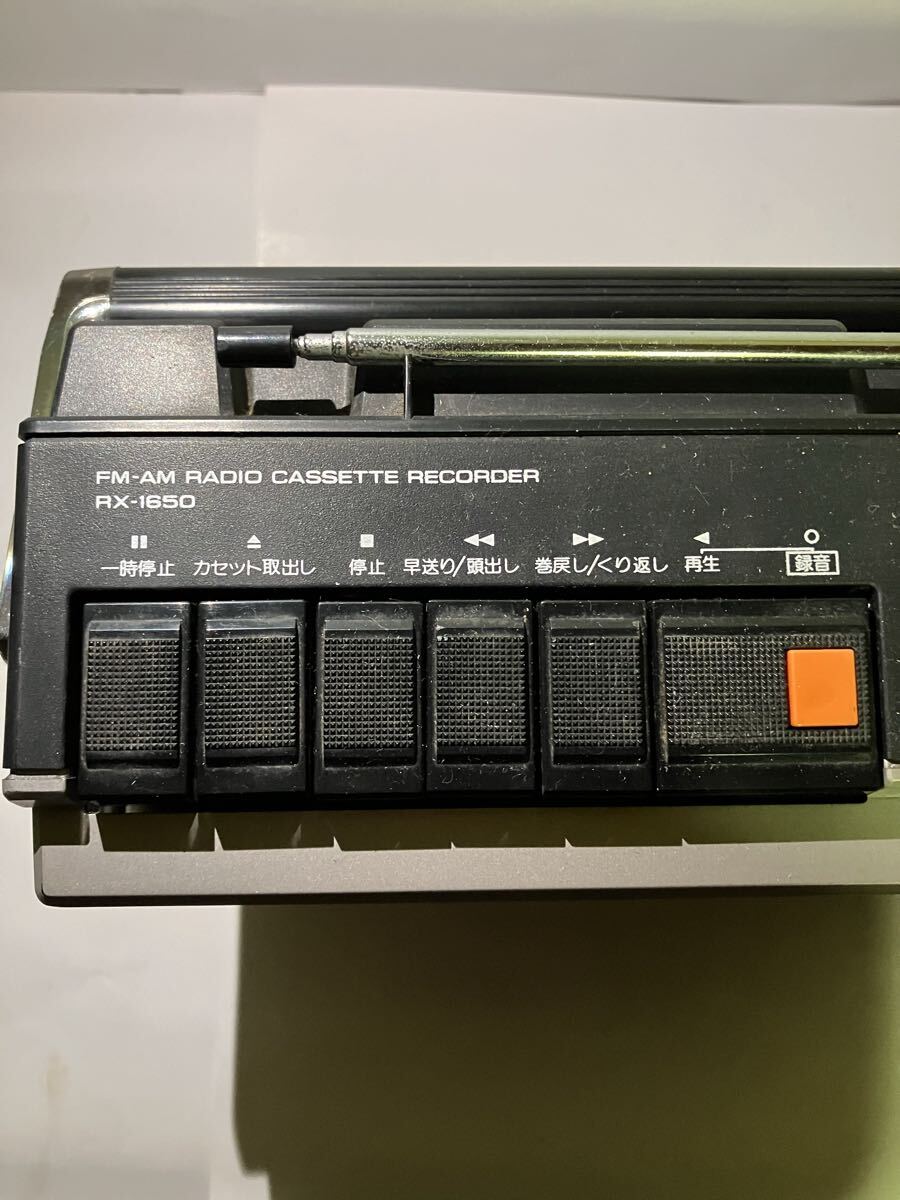 FM-AM RADIO CASSETTE RECORDER
RX-1650
一時停止 カセット取出し 停止 早送り/頭出し 巻戻し/くり返し 再生 録音